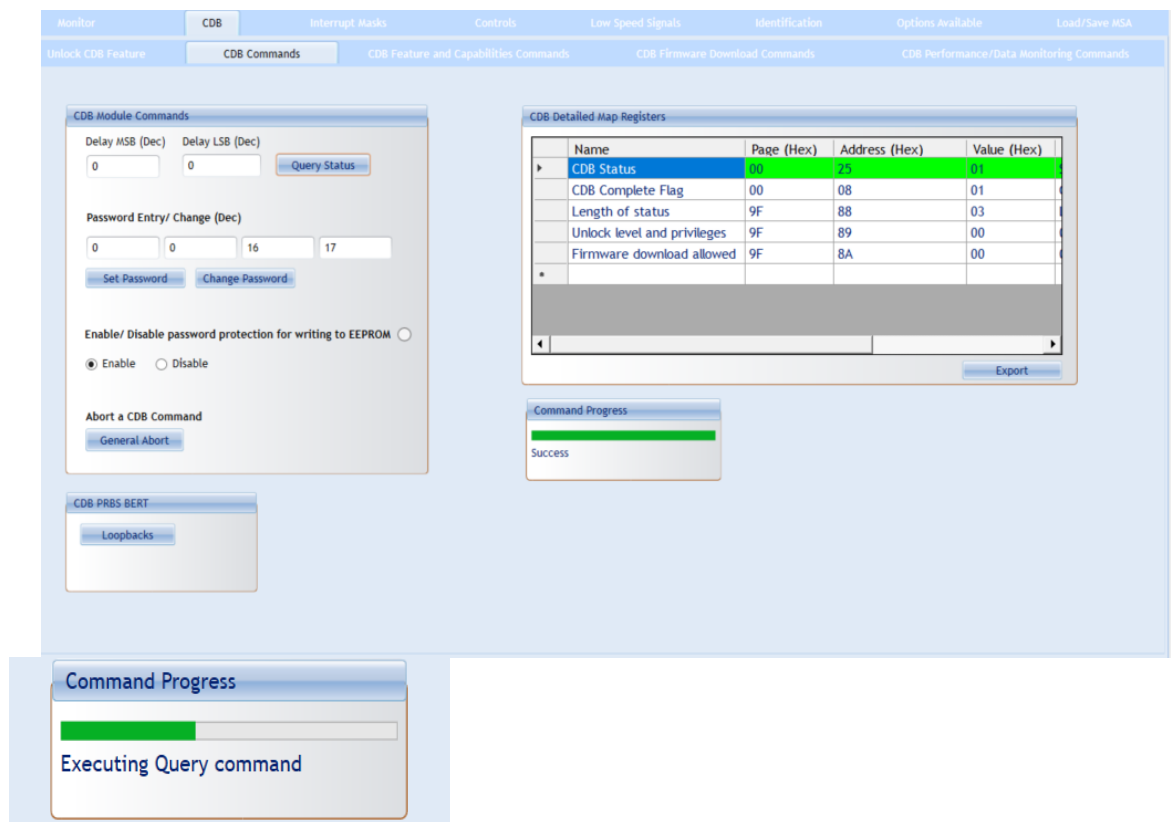 Monitor CDB Interrupt Masks Controls Low Speed Signals Identification Options Available Load/Save MSA
Unlock CDB Feature CDB Commands CDB Feature and Capabilities Commands CDB Firmware Download Commands CDB Performance/Data Monitoring Commands
CDB Module Commands
Delay MSB (Dec) Delay LSB (Dec)
0 0 Query Status
Password Entry/ Change (Dec)
0 0 16 17
Set Password Change Password
Enable/ Disable password protection for writing to EEPROM
Enable Disable
Abort a CDB Command
General Abort
CDB PRBS BERT
Loopbacks
CDB Detailed Map Registers
Name Page (Hex) Address (Hex) Value (Hex)
CDB Status 00 25 01
CDB Complete Flag 00 08 01
Length of status 9F 88 03
Unlock level and privileges 9F 89 00
Firmware download allowed 9F 8A 00
Export
Command Progress
Success
Command Progress
Executing Query command